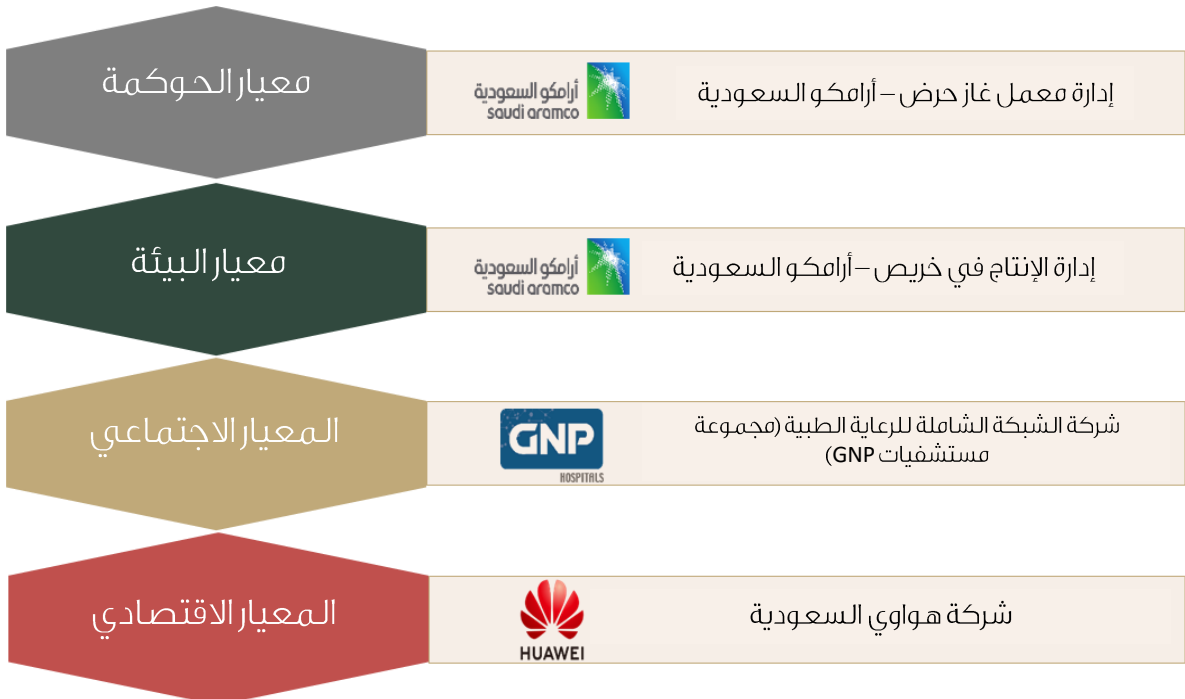 معيار الحوكمة
إدارة معمل غاز حرض – أرامكو السعودية
أرامكو السعودية
saudi aramco
معيار البيئة
إدارة الإنتاج في خريص – أرامكو السعودية
أرامكو السعودية
saudi aramco
المعيار الاجتماعي
شركة الشبكة الشاملة للرعاية الطبية (مجموعة
مستشفيات GNP)
GNP
HOSPITALS
المعيار الاقتصادي
شركة هواوي السعودية
HUAWEI